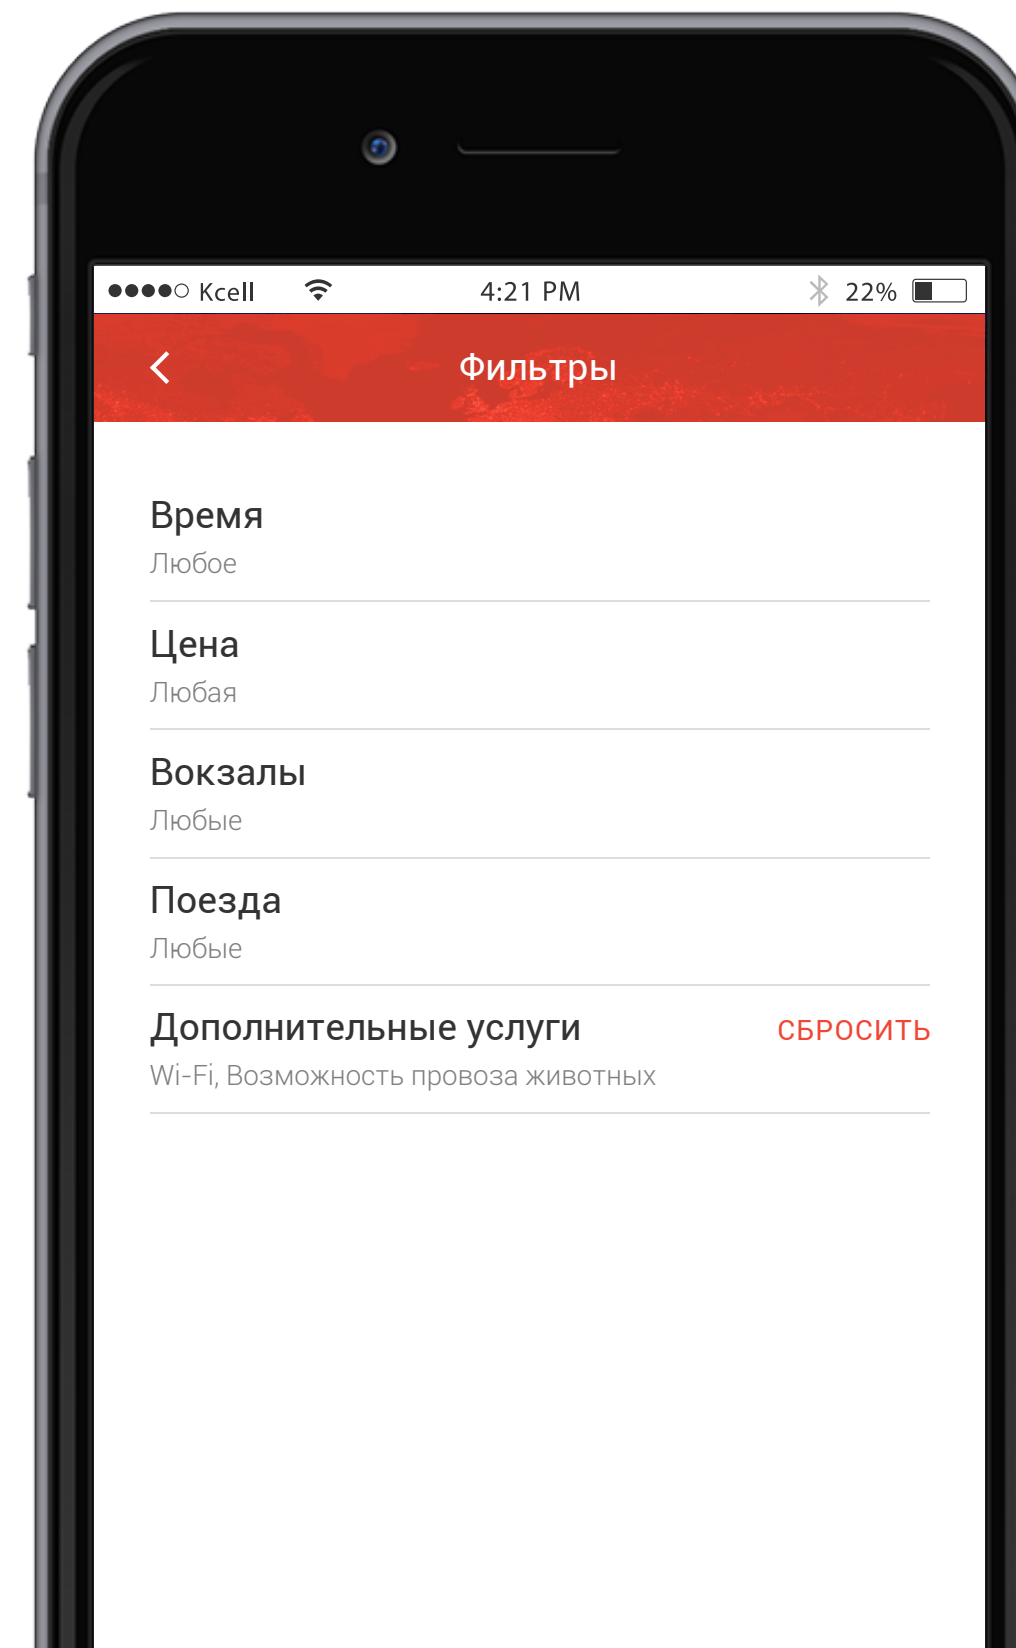 Kcell 4:21 PM 22%
Фильтры
Время
Любое
Цена
Любая
Вокзалы
Любые
Поезда
Любые
Дополнительные услуги СБРОСИТЬ
Wi-Fi, Возможность провоза животных